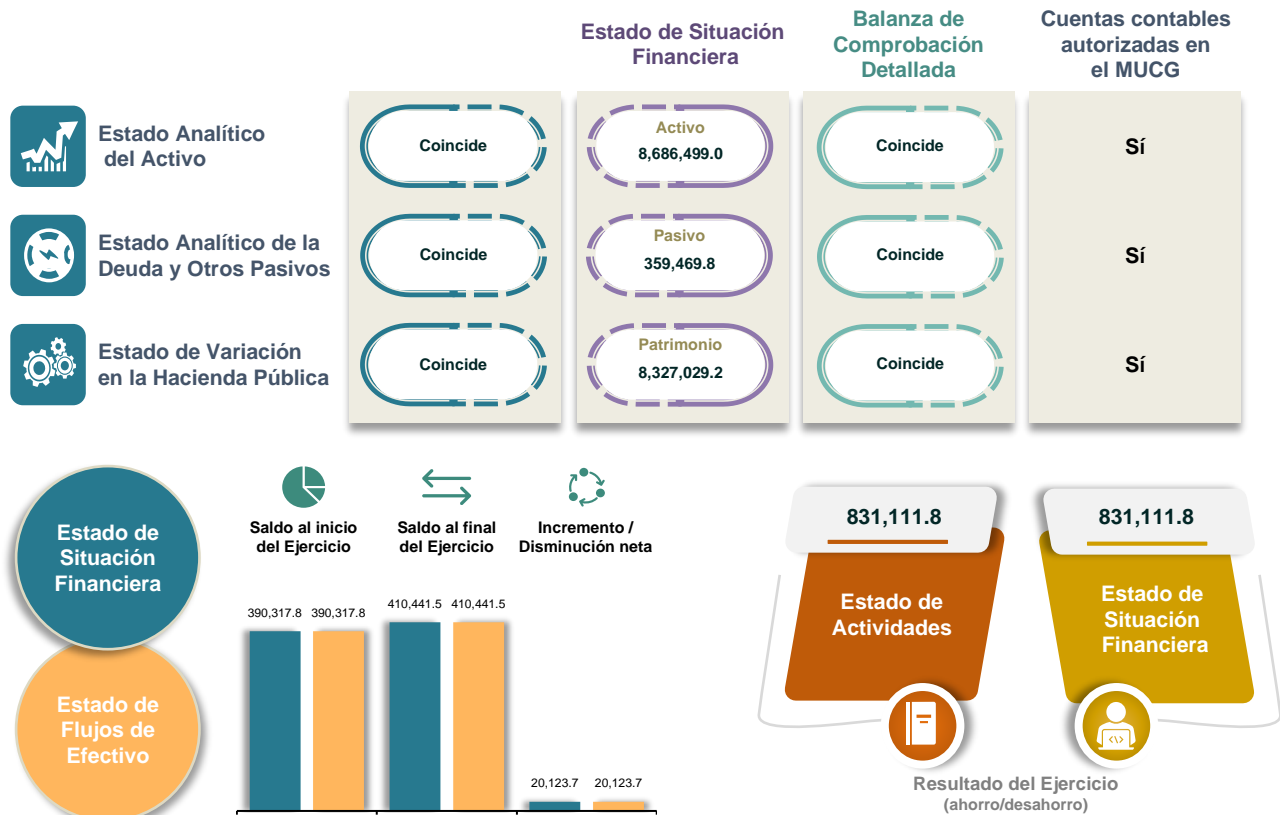 Estado de Situación
Financiera
Balanza de
Comprobación
Detallada
Cuentas contables
autorizadas en
el MUCG
Estado Analítico
del Activo
Coincide
Activo
8,686,499.0
Coincide
Sí
Estado Analítico de la
Deuda y Otros Pasivos
Coincide
Pasivo
359,469.8
Coincide
Sí
Estado de Variación
en la Hacienda Pública
Coincide
Patrimonio
8,327,029.2
Coincide
Sí
Estado de
Situación
Financiera
Estado de
Flujos de
Efectivo
Saldo al inicio
del Ejercicio
Saldo al final
del Ejercicio
Incremento /
Disminución neta
390,317.8 390,317.8
410,441.5 410,441.5
20,123.7 20,123.7
831,111.8
Estado de
Actividades
831,111.8
Estado de
Situación
Financiera
Resultado del Ejercicio
(ahorro/desahorro)